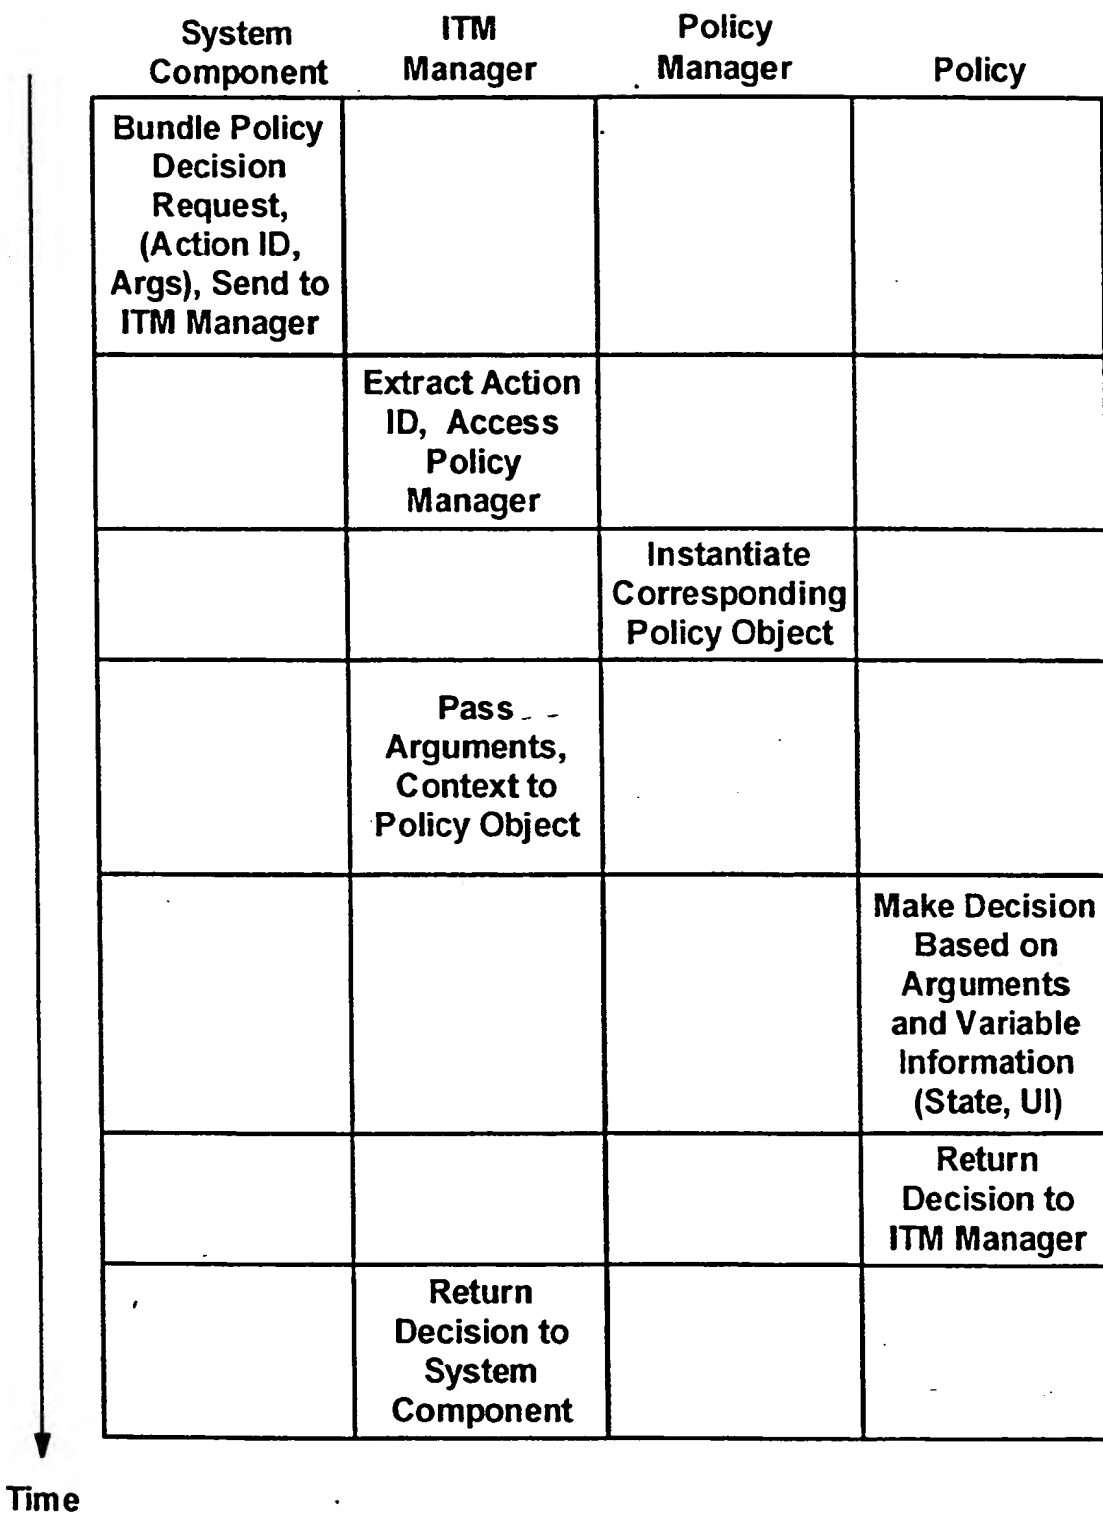 System
Component
ITM
Manager
Policy
Manager
Policy
Bundle Policy
Decision
Request,
(Action ID,
Args), Send to
ITM Manager
Extract Action
ID, Access
Policy
Manager
Instantiate
Corresponding
Policy Object
Pass
Arguments,
Context to
Policy Object
Make Decision
Based on
Arguments
and Variable
Information
(State, UI)
Return
Decision to
ITM Manager
Return
Decision to
System
Component
Time